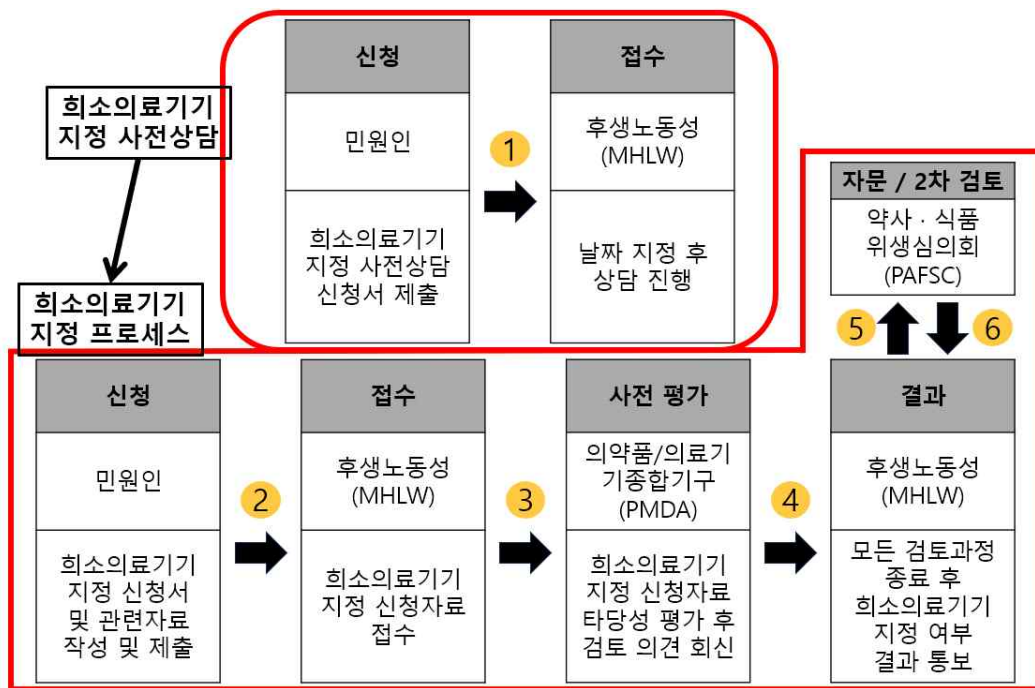 희소의료기기
지정 사전상담
신청
민원인
희소의료기기
지정 사전상담
신청서 제출
1
접수
후생노동성
(MHLW)
날짜 지정 후
상담 진행
자문 / 2차 검토
약사 · 식품
위생심의회
(PAFSC)
5
6
희소의료기기
지정 프로세스
신청
민원인
희소의료기기
지정 신청서
및 관련자료
작성 및 제출
2
접수
후생노동성
(MHLW)
희소의료기기
지정 신청자료
접수
3
사전 평가
의약품/의료기
기종합기구
(PMDA)
희소의료기기
지정 신청자료
타당성 평가 후
검토 의견 회신
4
결과
후생노동성
(MHLW)
모든 검토과정
종료 후
희소의료기기
지정 여부
결과 통보